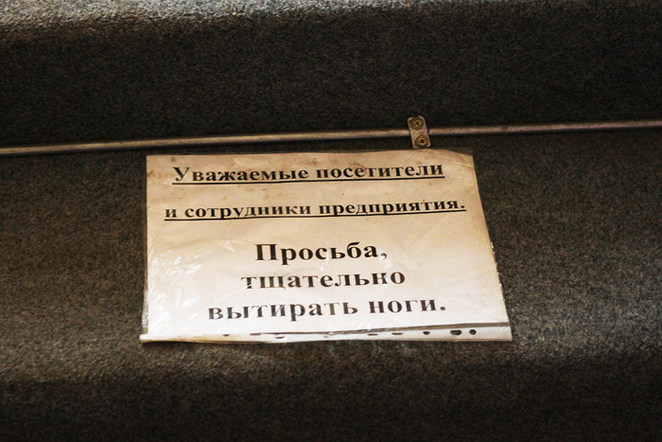 Уважаемые посетители
и сотрудники предприятия.
Просьба,
тщательно
вытирать ноги.